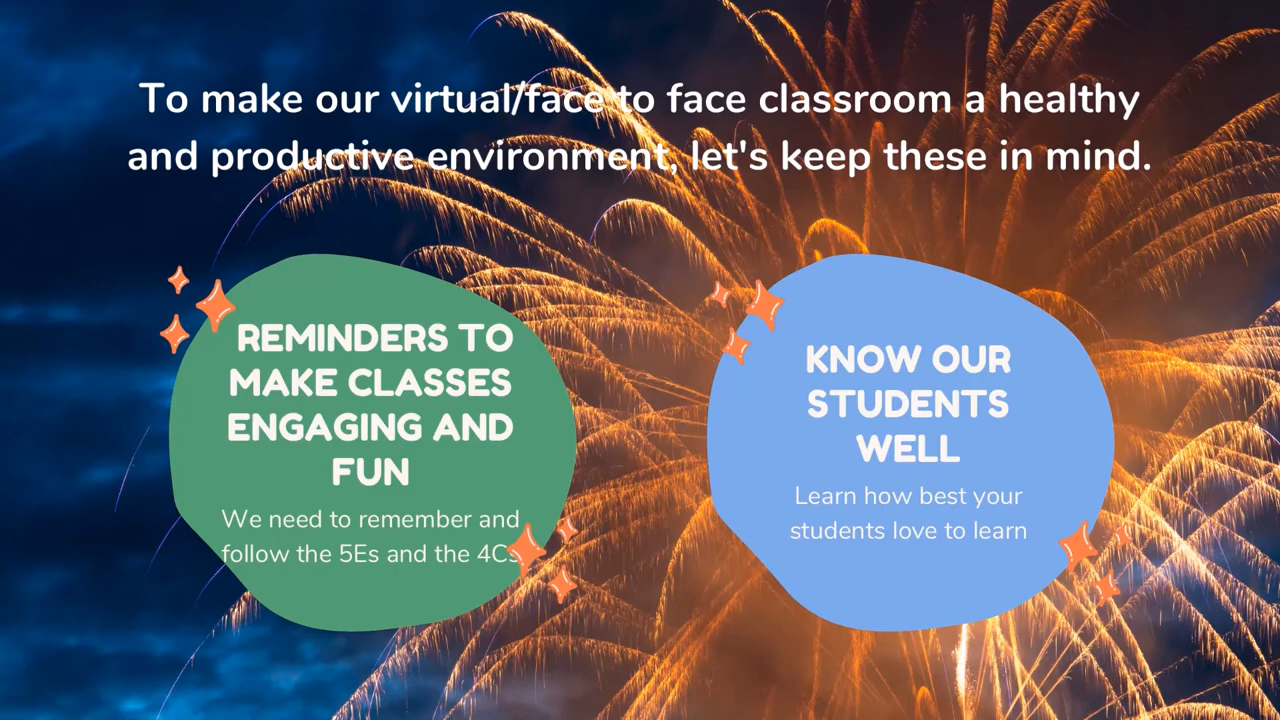 To make our virtual/face to face classroom a healthy
and productive environment, let's keep these in mind.
REMINDERS TO
MAKE CLASSES
ENGAGING AND
FUN
We need to remember and
follow the 5Es and the 4Cs
KNOW OUR
STUDENTS
WELL
Learn how best your
students love to learn